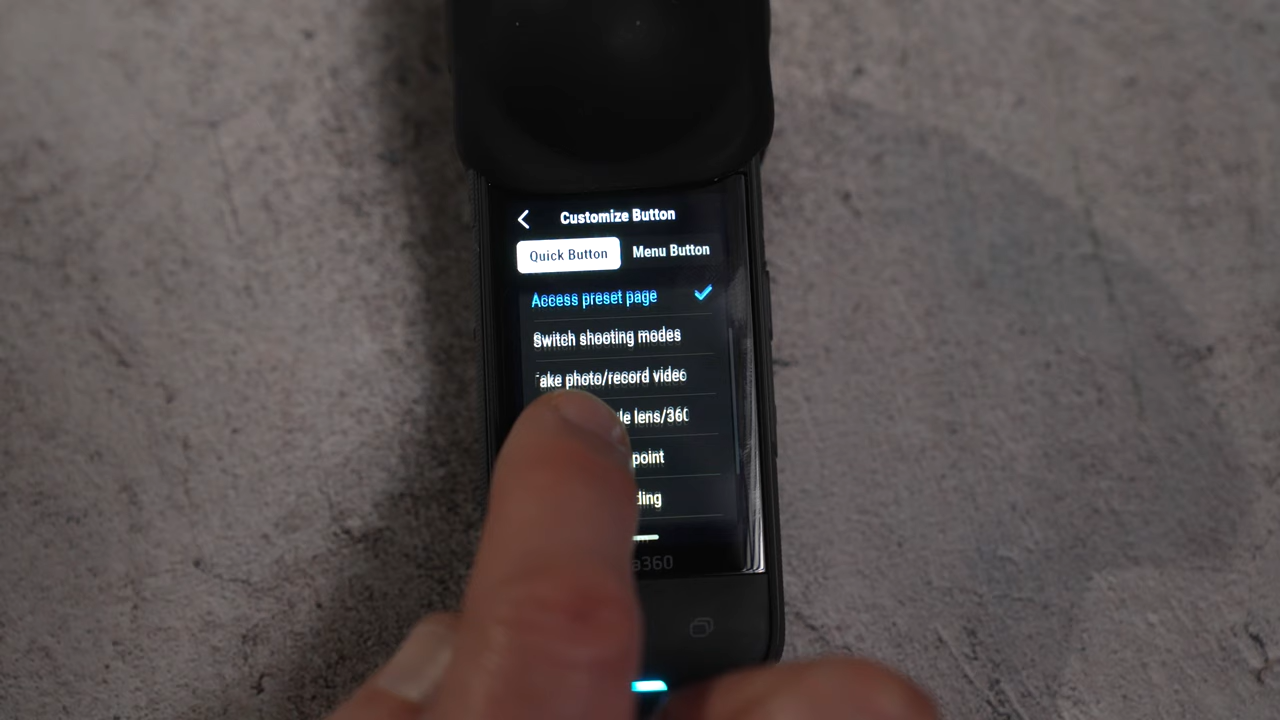 Customize Button
Quick Button Menu Button
Access preset page
Switch shooting modes
ake photo/record video
le lens/360
point
ding
a360